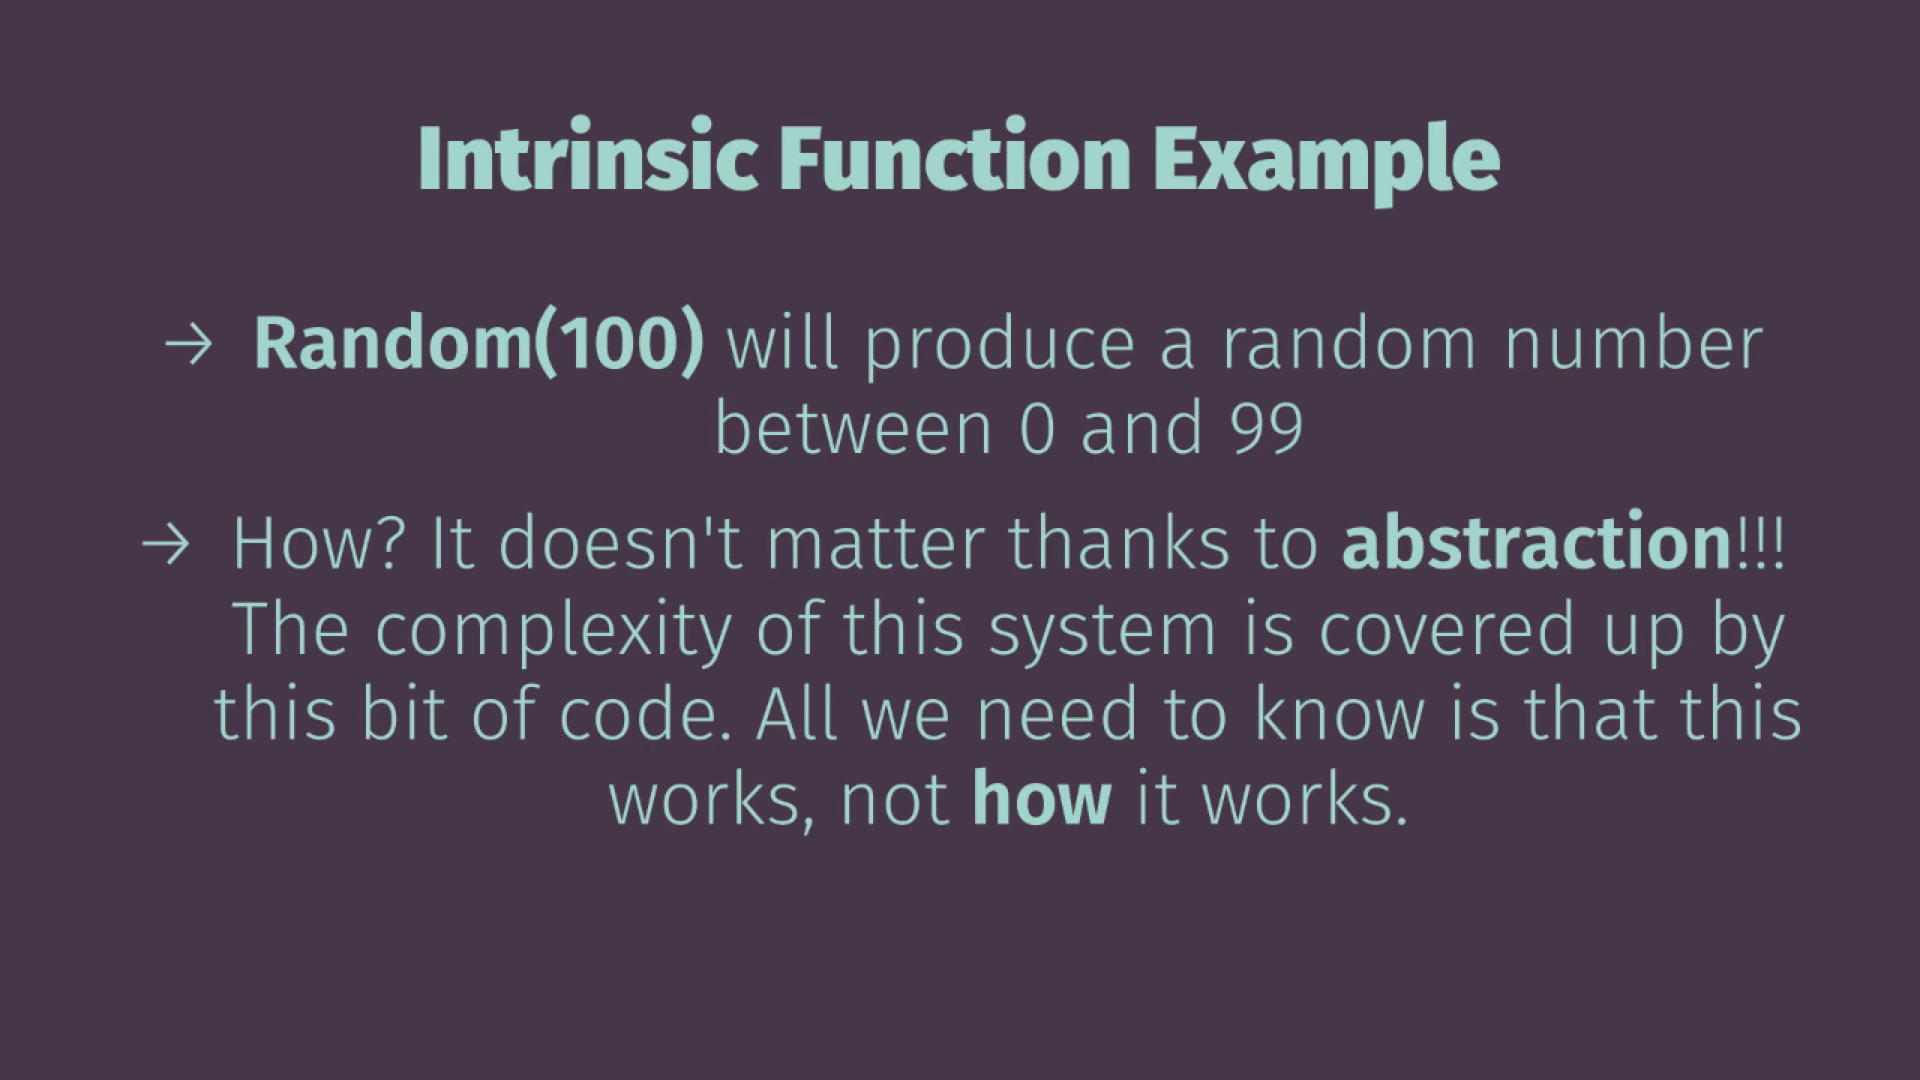 Intrinsic Function Example
→ Random(100) will produce a random number
between 0 and 99
→ How? It doesn't matter thanks to abstraction!!!
The complexity of this system is covered up by
this bit of code. All we need to know is that this
works, not how it works.